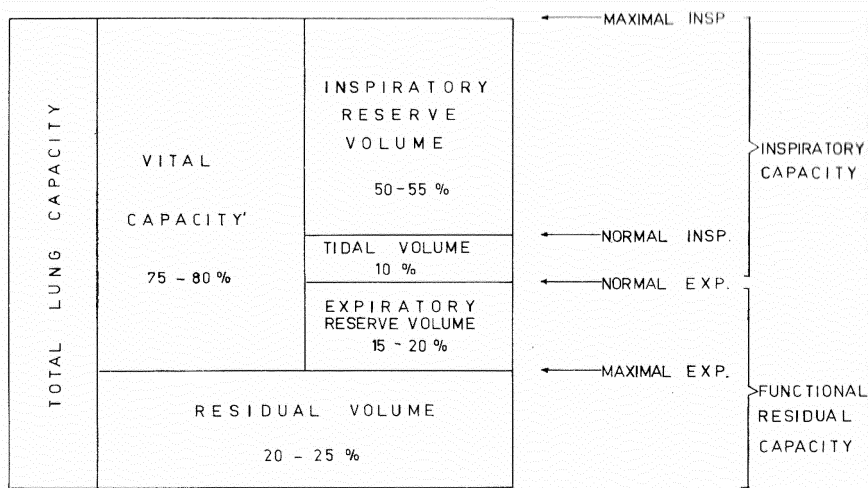 TOTAL LUNG CAPACITY
VITAL
CAPACITY'
75 - 80 %
INSPIRATORY
RESERVE
VOLUME
50 - 55 %
TIDAL VOLUME
10 %
EXPIRATORY
RESERVE VOLUME
15 - 20 %
RESIDUAL VOLUME
20 - 25 %
MAXIMAL INSP
NORMAL INSP.
NORMAL EXP.
MAXIMAL EXP.
INSPIRATORY
CAPACITY
FUNCTIONAL
RESIDUAL
CAPACITY